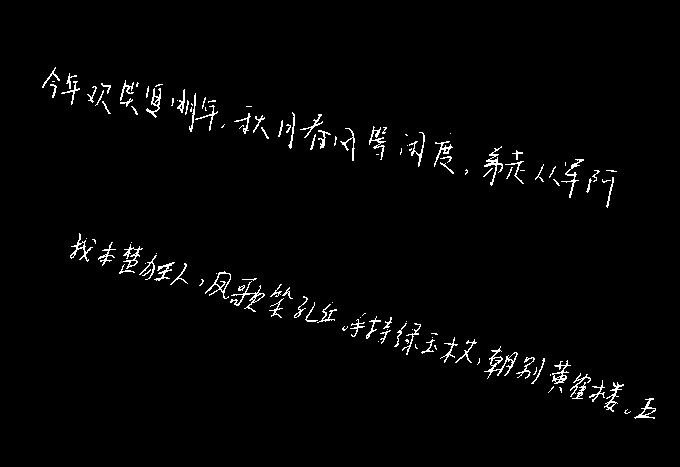 今年欢笑复明年，秋月春风等闲度，弟走从军阿
我本楚狂人，凤歌笑孔丘。手持绿玉杖，朝别黄鹤楼。五